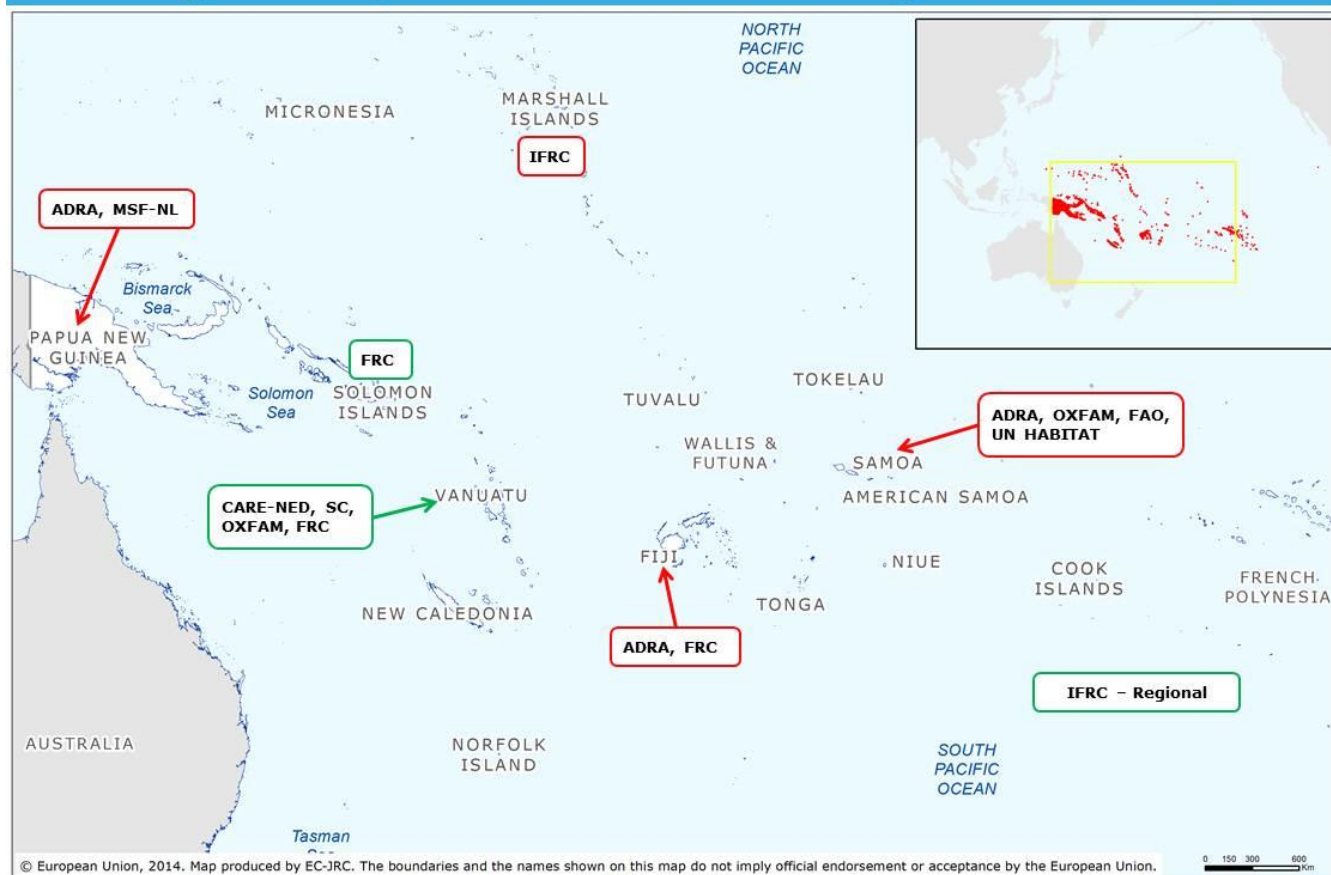 NORTH
PACIFIC
OCEAN
MICRONESIA
MARSHALL
ISLANDS
IFRC
ADRA, MSF-NL
Bismarck
Sea
PAPUA NEW
GUINEA
FRC
Solomon
Sea
SOLOMON
ISLANDS
TUVALU
TOKELAU
ADRA, OXFAM, FAO,
UN HABITAT
WALLIS &
FUTUNA
SAMOA
AMERICAN SAMOA
CARE-NED, SC,
OXFAM, FRC
VANUATU
FIJI
NIUE
COOK
ISLANDS
FRENCH
POLYNESIA
NEW CALEDONIA
TONGA
ADRA, FRC
IFRC – Regional
AUSTRALIA
NORFOLK
ISLAND
SOUTH
PACIFIC
OCEAN
Tasman
© European Union, 2014. Map produced by EC-JRC. The boundaries and the names shown on this map do not imply official endorsement or acceptance by the European Union.
0 150 300 600
Km